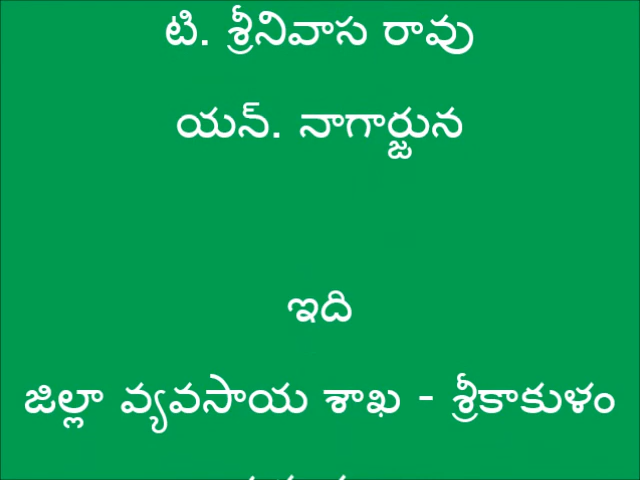 టి. శ్రీనివాస రావు
యన్. నాగార్జున
ఇది
జిల్లా వ్యవసాయ శాఖ - శ్రీకాకుళం